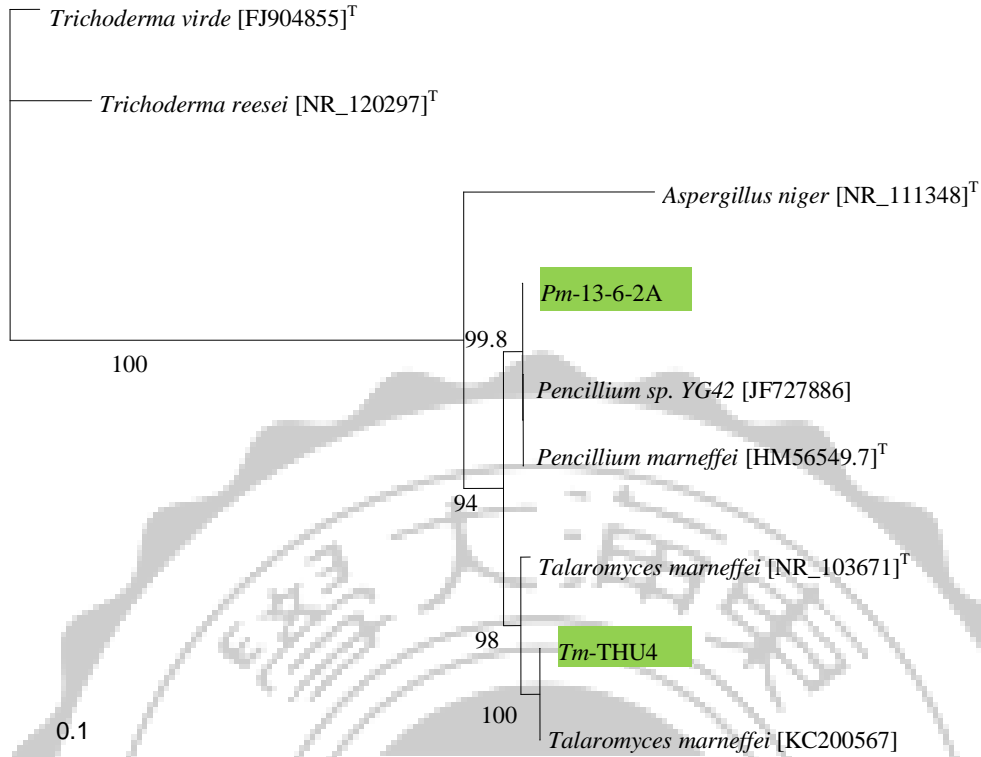 Trichoderma virde [FJ904855]T
Trichoderma reesei [NR_120297]T
Aspergillus niger [NR_111348]T
Pm-13-6-2A
99.8
100
Pencillium sp. YG42 [JF727886]
Pencillium marneffei [HM56549.7]T
94
Talaromyces marneffei [NR_103671]T
98
Tm-THU4
100
0.1
Talaromyces marneffei [KC200567]